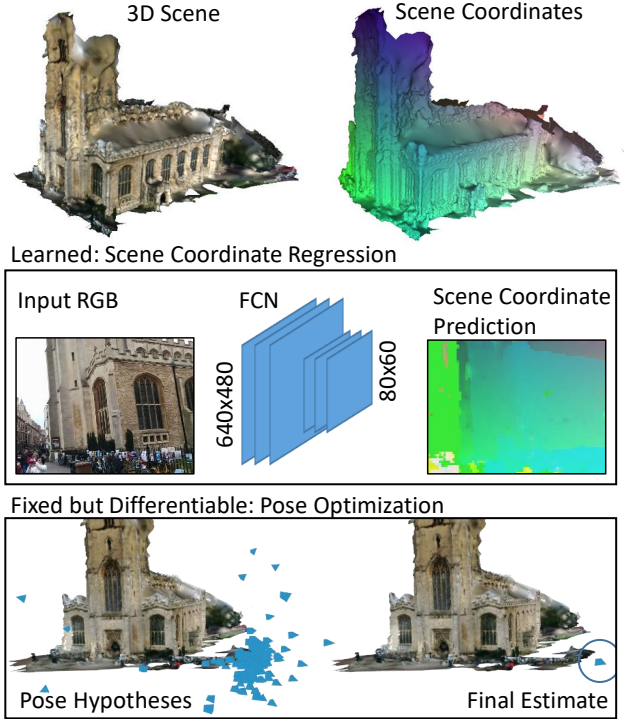 3D Scene
Scene Coordinates
Learned: Scene Coordinate Regression
Input RGB
FCN
Scene Coordinate
Prediction
640x480
80x60
Fixed but Differentiable: Pose Optimization
Pose Hypotheses
Final Estimate